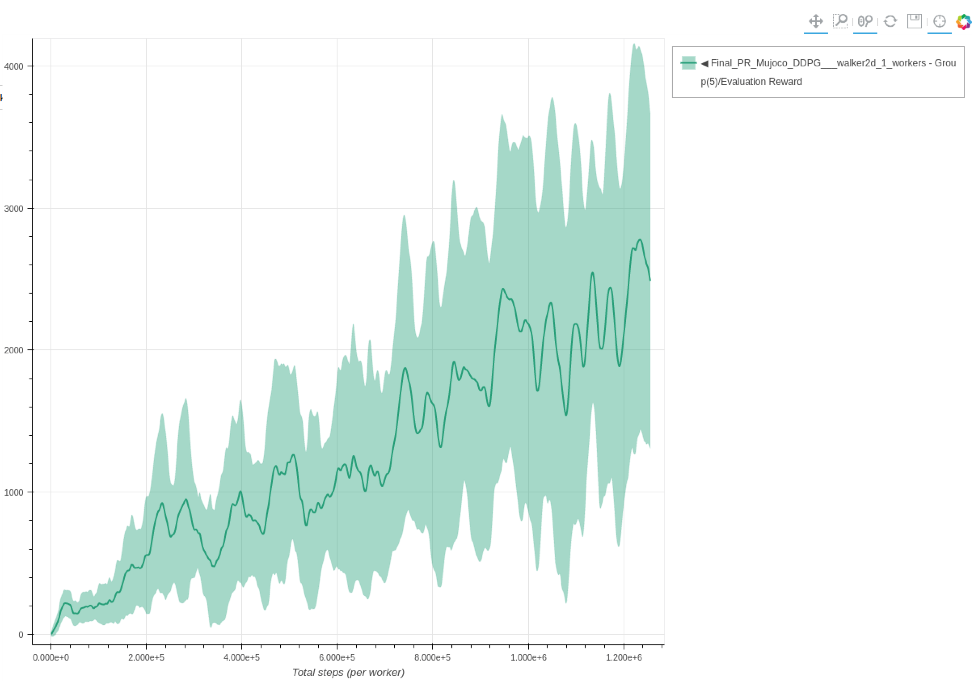 ◀ Final_PR_Mujoco_DDPG___walker2d_1_workers - Grou
p(5)/Evaluation Reward
4000
3000
2000
1000
0
0.000e+0 2.000e+5 4.000e+5 6.000e+5 8.000e+5 1.000e+6 1.200e+6
Total steps (per worker)